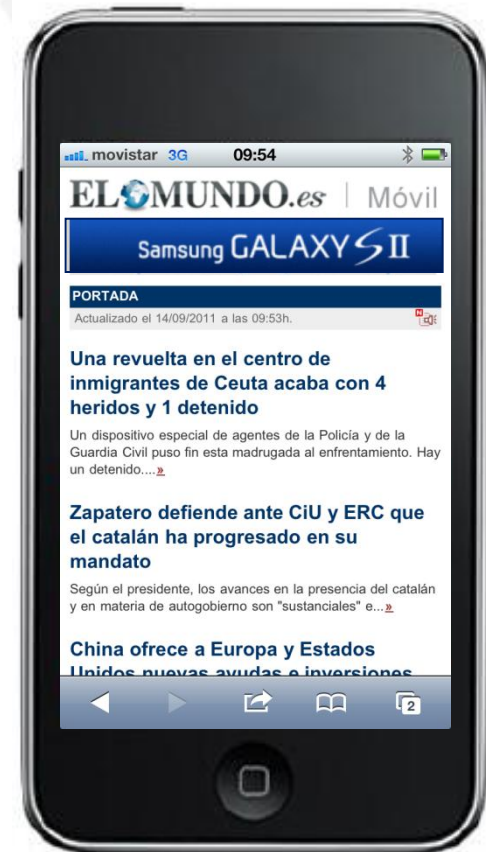 movistar 3G 09:54
EL MUNDO.es | Móvil
Samsung GALAXY S II
PORTADA
Actualizado el 14/09/2011 a las 09:53h.
N
Una revuelta en el centro de
inmigrantes de Ceuta acaba con 4
heridos y 1 detenido
Un dispositivo especial de agentes de la Policía y de la
Guardia Civil puso fin esta madrugada al enfrentamiento. Hay
un detenido....»
Zapatero defiende ante CiU y ERC que
el catalán ha progresado en su
mandato
Según el presidente, los avances en la presencia del catalán
y en materia de autogobierno son "sustanciales" e...»
China ofrece a Europa y Estados
Unidos nuevas ayudas e inversiones
2